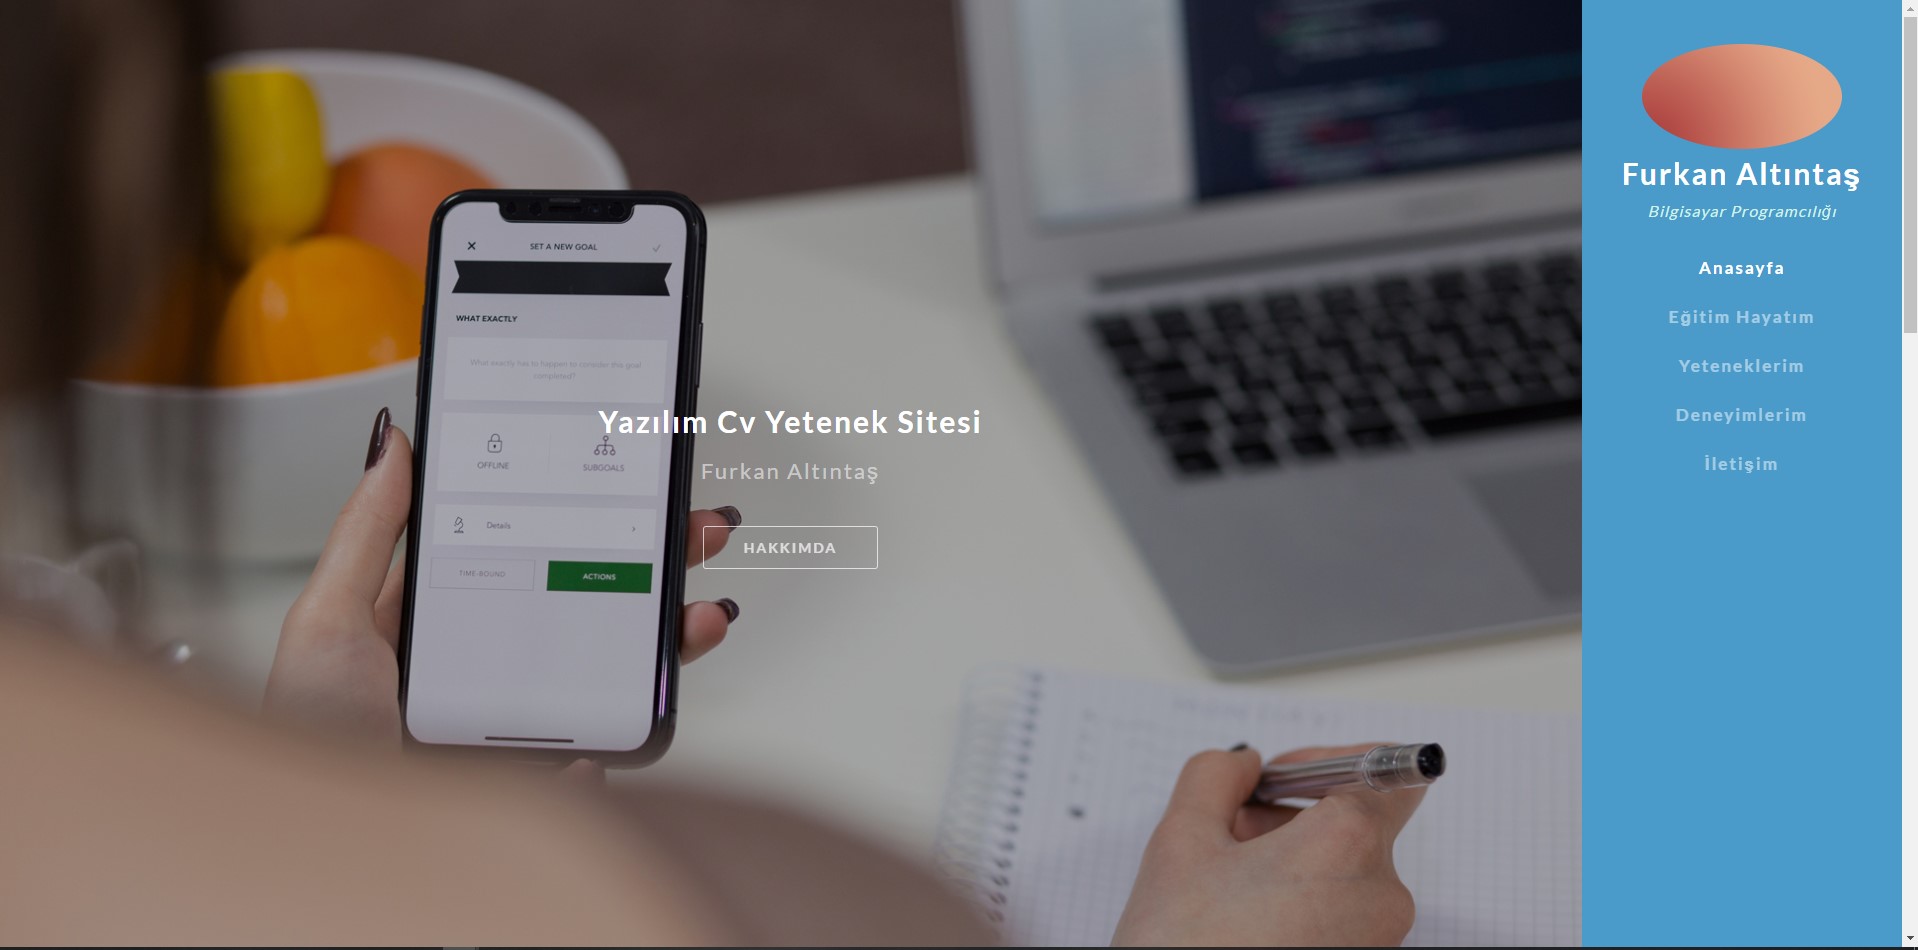 SET A NEW GOAL
WHAT EXACTLY
What exactly has to happen to consider this goal
completed?
OFFLINE
SUBGOALS
Details
TIME-BOUND
ACTIONS
Yazılım Cv Yetenek Sitesi
Furkan Altıntaş
HAKKIMDA
Furkan Altıntaş
Bilgisayar Programcılığı
Anasayfa
Eğitim Hayatım
Yeteneklerim
Deneyimlerim
İletişim